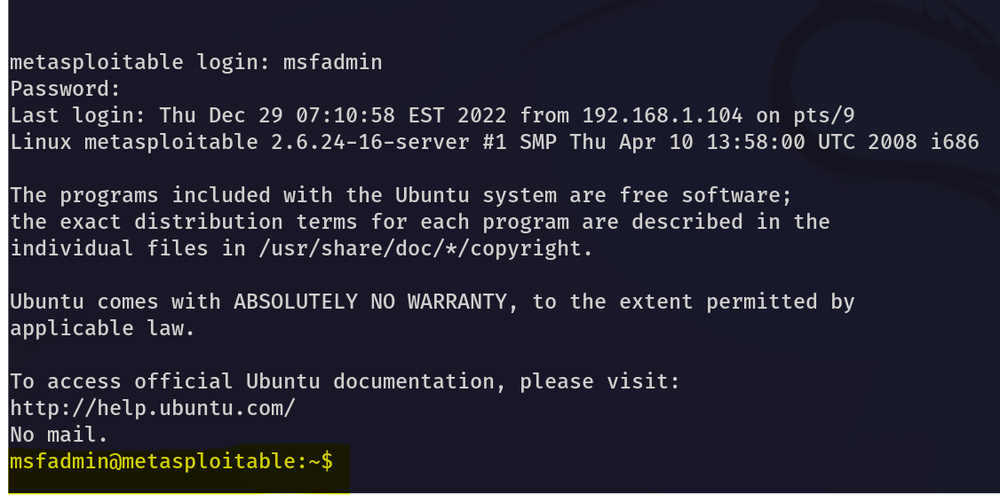 metasploitable login: msfadmin
Password:
Last login: Thu Dec 29 07:10:58 EST 2022 from 192.168.1.104 on pts/9
Linux metasploitable 2.6.24-16-server #1 SMP Thu Apr 10 13:58:00 UTC 2008 i686
The programs included with the Ubuntu system are free software;
the exact distribution terms for each program are described in the
individual files in /usr/share/doc/*/copyright.
Ubuntu comes with ABSOLUTELY NO WARRANTY, to the extent permitted by
applicable law.
To access official Ubuntu documentation, please visit:
http://help.ubuntu.com/
No mail.
msfadmin@metasploitable:~$